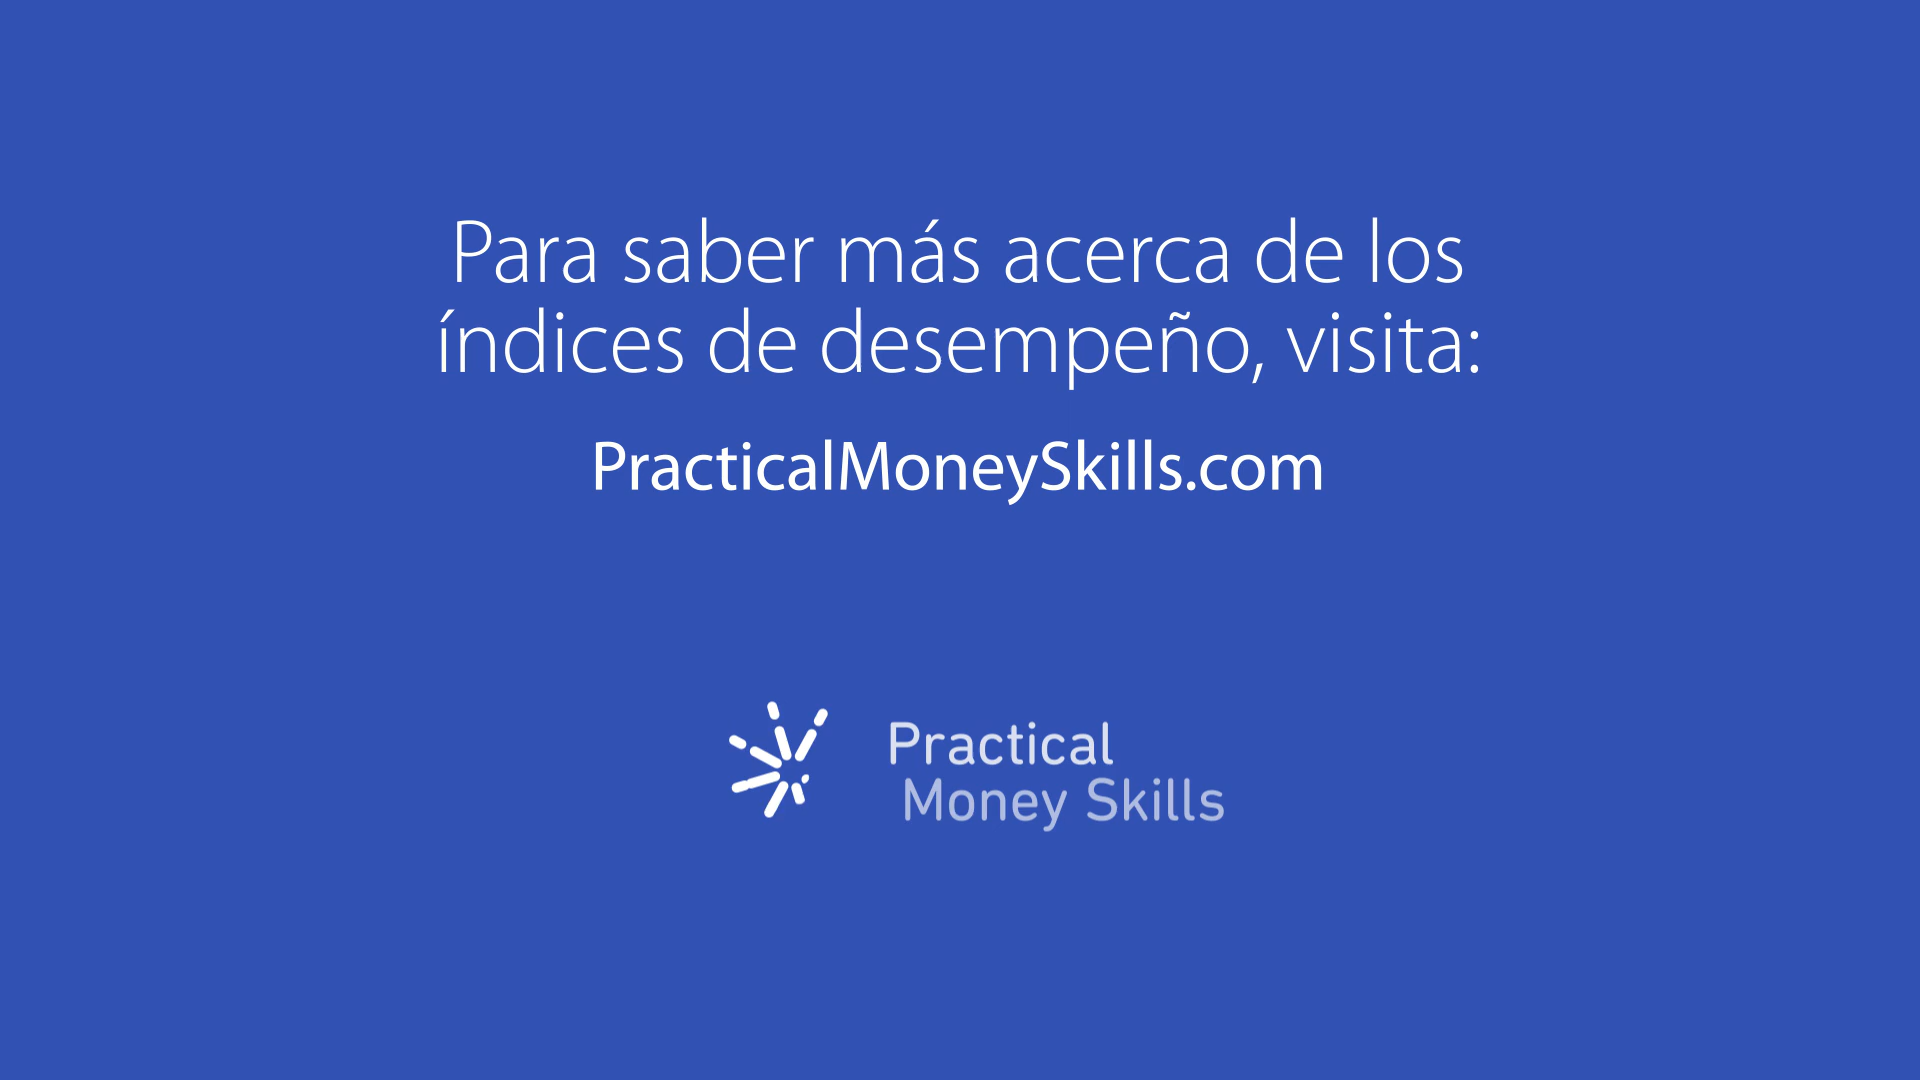 Para saber más acerca de los
índices de desempeño, visita:
PracticalMoneySkills.com
Practical
Money Skills